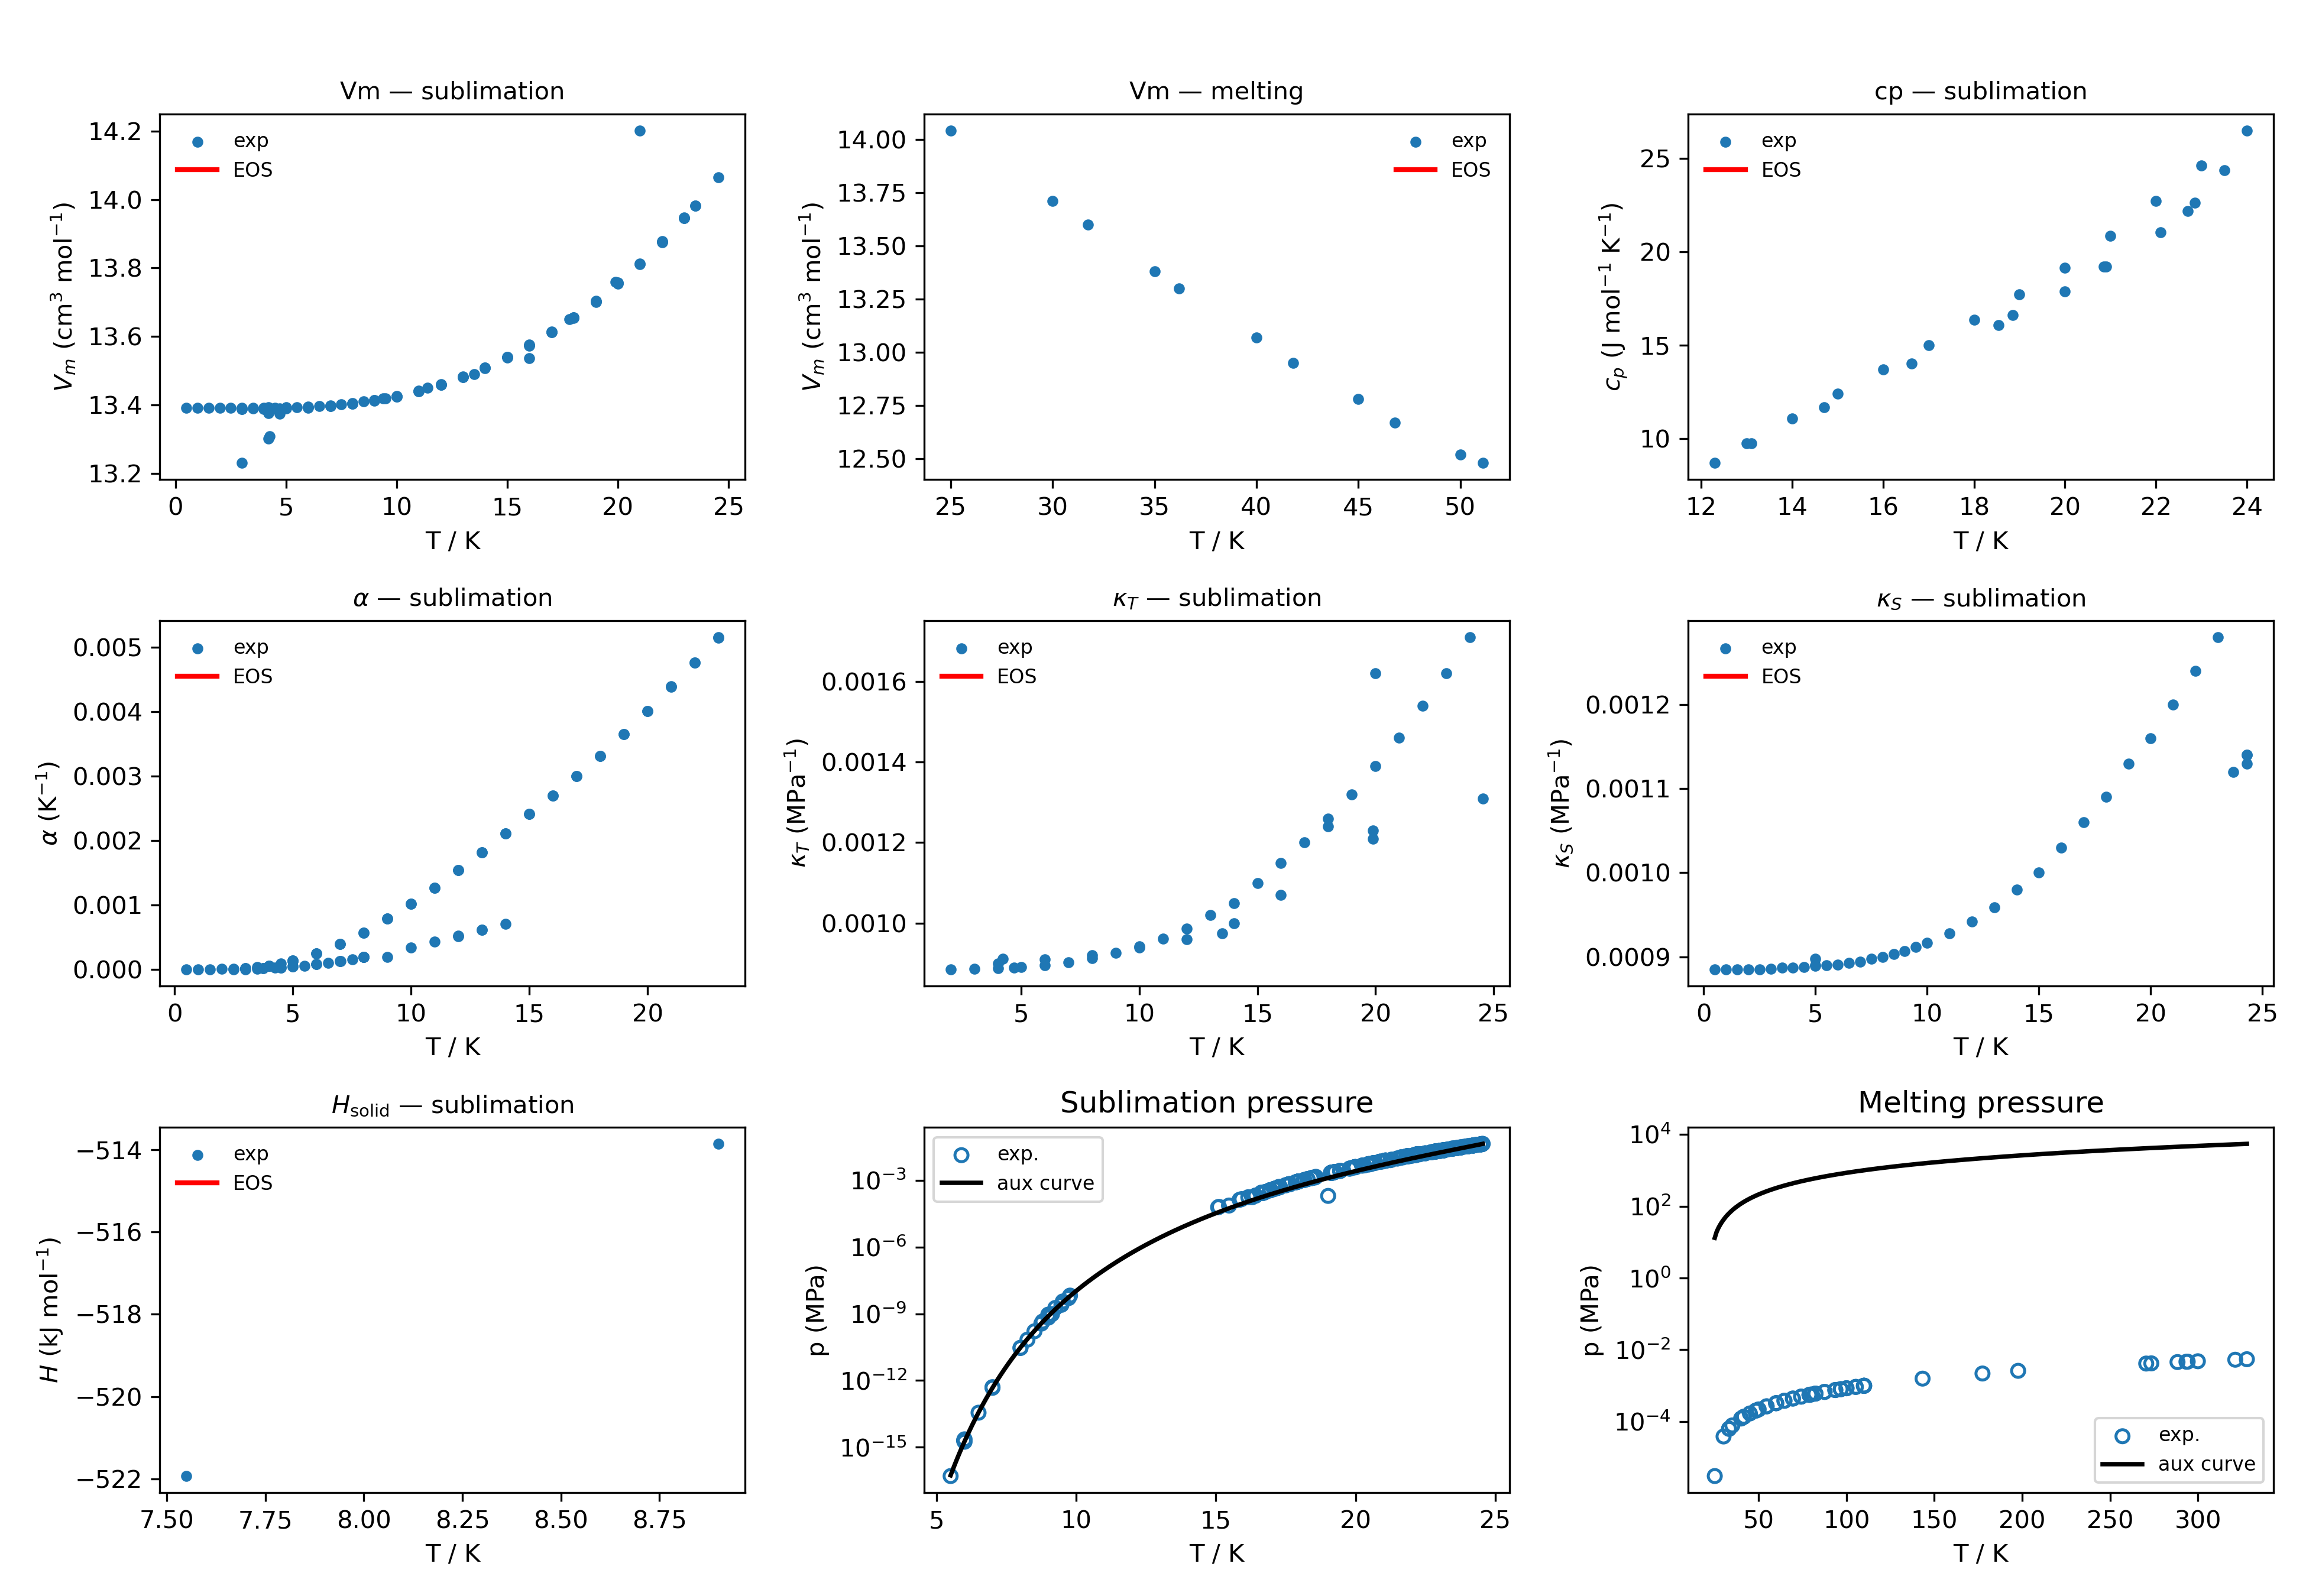 Vm — sublimation
exp
EOS
14.2
14.0
13.8
13.6
13.4
13.2
V_m (cm³ mol⁻¹)
0 5 10 15 20 25
T / K
Vm — melting
exp
EOS
14.00
13.75
13.50
13.25
13.00
12.75
12.50
V_m (cm³ mol⁻¹)
25 30 35 40 45 50
T / K
cp — sublimation
exp
EOS
25
20
15
10
c_p (J mol⁻¹ K⁻¹)
12 14 16 18 20 22 24
T / K
α — sublimation
exp
EOS
0.005
0.004
0.003
0.002
0.001
0.000
α (K⁻¹)
0 5 10 15 20
T / K
κ_T — sublimation
exp
EOS
0.0016
0.0014
0.0012
0.0010
κ_T (MPa⁻¹)
5 10 15 20 25
T / K
κ_S — sublimation
exp
EOS
0.0012
0.0011
0.0010
0.0009
κ_S (MPa⁻¹)
0 5 10 15 20 25
T / K
H_solid — sublimation
exp
EOS
−514
−516
−518
−520
−522
H (kJ mol⁻¹)
7.50 7.75 8.00 8.25 8.50 8.75
T / K
Sublimation pressure
exp.
aux curve
10⁻³
10⁻⁶
10⁻⁹
10⁻¹²
10⁻¹⁵
p (MPa)
5 10 15 20 25
T / K
Melting pressure
10⁴
10²
10⁰
10⁻²
10⁻⁴
p (MPa)
exp.
aux curve
50 100 150 200 250 300
T / K